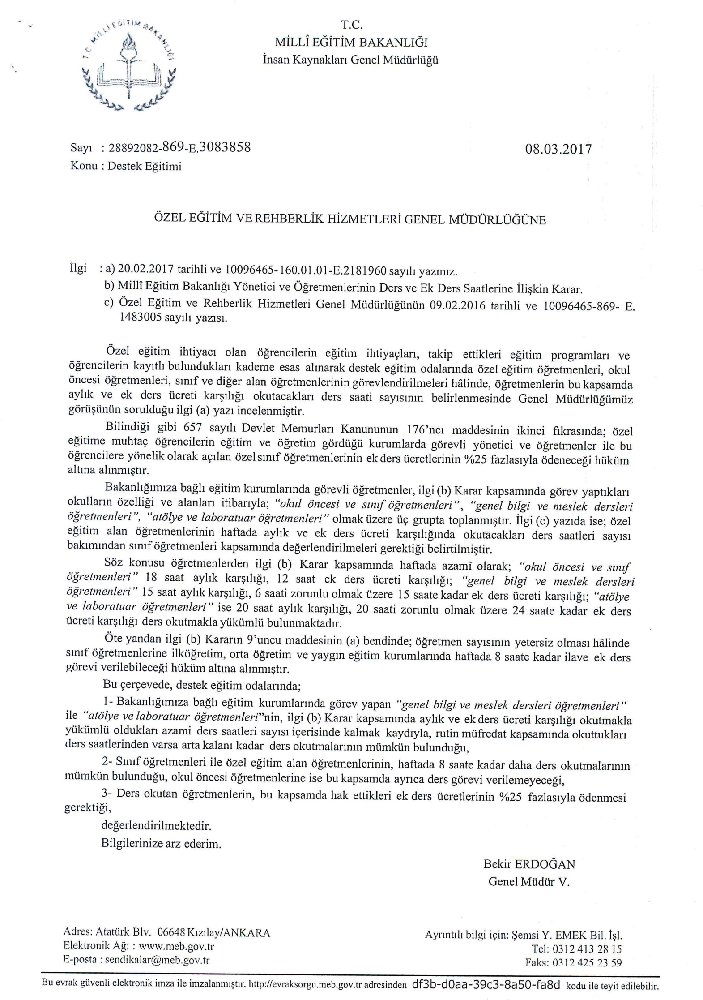 T.C. MİLLİ EĞİTİM BAKANLIĞI
T.C.
MİLLÎ EĞİTİM BAKANLIĞI
İnsan Kaynakları Genel Müdürlüğü
Sayı : 28892082-869-E.3083858 08.03.2017
Konu : Destek Eğitimi
ÖZEL EĞİTİM VE REHBERLİK HİZMETLERİ GENEL MÜDÜRLÜĞÜNE
İlgi : a) 20.02.2017 tarihli ve 10096465-160.01.01-E.2181960 sayılı yazınız.
b) Millî Eğitim Bakanlığı Yönetici ve Öğretmenlerinin Ders ve Ek Ders Saatlerine İlişkin Karar.
c) Özel Eğitim ve Rehberlik Hizmetleri Genel Müdürlüğünün 09.02.2016 tarihli ve 10096465-869- E.
1483005 sayılı yazısı.
Özel eğitim ihtiyacı olan öğrencilerin eğitim ihtiyaçları, takip ettikleri eğitim programları ve
öğrencilerin kayıtlı bulundukları kademe esas alınarak destek eğitim odalarında özel eğitim öğretmenleri, okul
öncesi öğretmenleri, sınıf ve diğer alan öğretmenlerinin görevlendirilmeleri hâlinde, öğretmenlerin bu kapsamda
aylık ve ek ders ücreti karşılığı okutacakları ders saati sayısının belirlenmesinde Genel Müdürlüğümüz
görüşünün sorulduğu ilgi (a) yazı incelenmiştir.
Bilindiği gibi 657 sayılı Devlet Memurları Kanununun 176’ncı maddesinin ikinci fıkrasında; özel
eğitime muhtaç öğrencilerin eğitim ve öğretim gördüğü kurumlarda görevli yönetici ve öğretmenler ile bu
öğrencilere yönelik olarak açılan özel sınıf öğretmenlerinin ek ders ücretlerinin %25 fazlasıyla ödeneceği hüküm
altına alınmıştır.
Bakanlığımıza bağlı eğitim kurumlarında görevli öğretmenler, ilgi (b) Karar kapsamında görev yaptıkları
okulların özelliği ve alanları itibarıyla; “okul öncesi ve sınıf öğretmenleri”, “genel bilgi ve meslek dersleri
öğretmenleri”, “atölye ve laboratuar öğretmenleri” olmak üzere üç grupta toplanmıştır. İlgi (c) yazıda ise; özel
eğitim alan öğretmenlerinin haftada aylık ve ek ders ücreti karşılığında okutacakları ders saatleri sayısı
bakımından sınıf öğretmenleri kapsamında değerlendirilmeleri gerektiği belirtilmiştir.
Söz konusu öğretmenlerden ilgi (b) Karar kapsamında haftada azamî olarak; “okul öncesi ve sınıf
öğretmenleri” 18 saat aylık karşılığı, 12 saat ek ders ücreti karşılığı; “genel bilgi ve meslek dersleri
öğretmenleri” 15 saat aylık karşılığı, 6 saati zorunlu olmak üzere 15 saate kadar ek ders ücreti karşılığı; “atölye
ve laboratuar öğretmenleri” ise 20 saat aylık karşılığı, 20 saati zorunlu olmak üzere 24 saate kadar ek ders
ücreti karşılığı ders okutmakla yükümlü bulunmaktadır.
Öte yandan ilgi (b) Kararın 9’uncu maddesinin (a) bendinde; öğretmen sayısının yetersiz olması hâlinde
sınıf öğretmenlerine ilköğretim, orta öğretim ve yaygın eğitim kurumlarında haftada 8 saate kadar ilave ek ders
görevi verilebileceği hüküm altına alınmıştır.
Bu çerçevede, destek eğitim odalarında;
1- Bakanlığımıza bağlı eğitim kurumlarında görev yapan “genel bilgi ve meslek dersleri öğretmenleri”
ile “atölye ve laboratuar öğretmenleri”nin, ilgi (b) Karar kapsamında aylık ve ek ders ücreti karşılığı okutmakla
yükümlü oldukları azami ders saatleri sayısı içerisinde kalmak kaydıyla, rutin müfredat kapsamında okuttukları
ders saatlerinden varsa arta kalanı kadar ders okutmalarının mümkün bulunduğu,
2- Sınıf öğretmenleri ile özel eğitim alan öğretmenlerinin, haftada 8 saate kadar daha ders okutmalarının
mümkün bulunduğu, okul öncesi öğretmenlerine ise bu kapsamda ayrıca ders görevi verilemeyeceği,
3- Ders okutan öğretmenlerin, bu kapsamda hak ettikleri ek ders ücretlerinin %25 fazlasıyla ödenmesi
gerektiği,
değerlendirilmektedir.
Bilgilerinize arz ederim.
Bekir ERDOĞAN
Genel Müdür V.
Adres: Atatürk Blv. 06648 Kızılay/ANKARA
Elektronik Ağ: : www.meb.gov.tr
E-posta : sendikalar@meb.gov.tr
Ayrıntılı bilgi için: Şemsi Y. EMEK Bil. İşl.
Tel: 0312 413 28 15
Faks: 0312 425 23 59
Bu evrak güvenli elektronik imza ile imzalanmıştır. http://evraksorgu.meb.gov.tr adresinden df3b-d0aa-39c3-8a50-fa8d kodu ile teyit edilebilir.